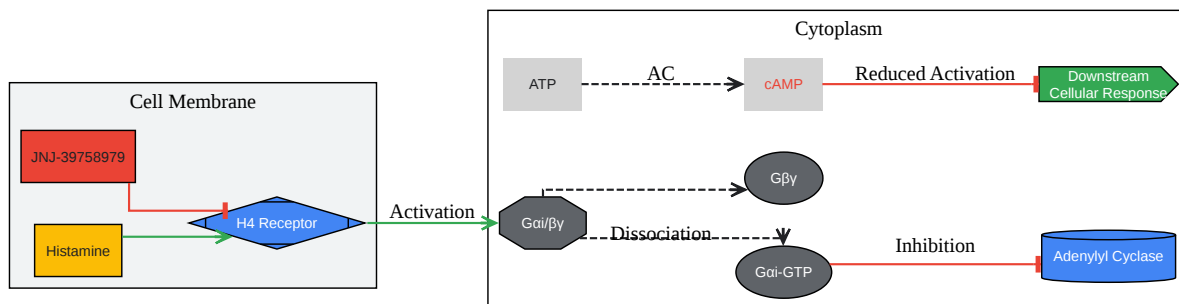 Cytoplasm
ATP
AC
cAMP
Reduced Activation
Downstream
Cellular Response
Cell Membrane
JNJ-39758979
H4 Receptor
Histamine
Activation
Gαi/βγ
Gβγ
Dissociation
Gαi-GTP
Inhibition
Adenylyl Cyclase